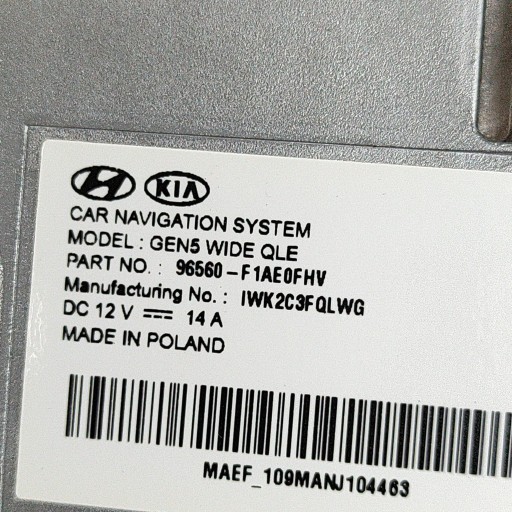 KIA
CAR NAVIGATION SYSTEM
MODEL : GEN5 WIDE QLE
PART NO. : 96560-F1AE0FHV
Manufacturing No. : IWK2C3FQLWG
DC 12 V ⎓ 14 A
MADE IN POLAND
MAEF_109MANJ104463